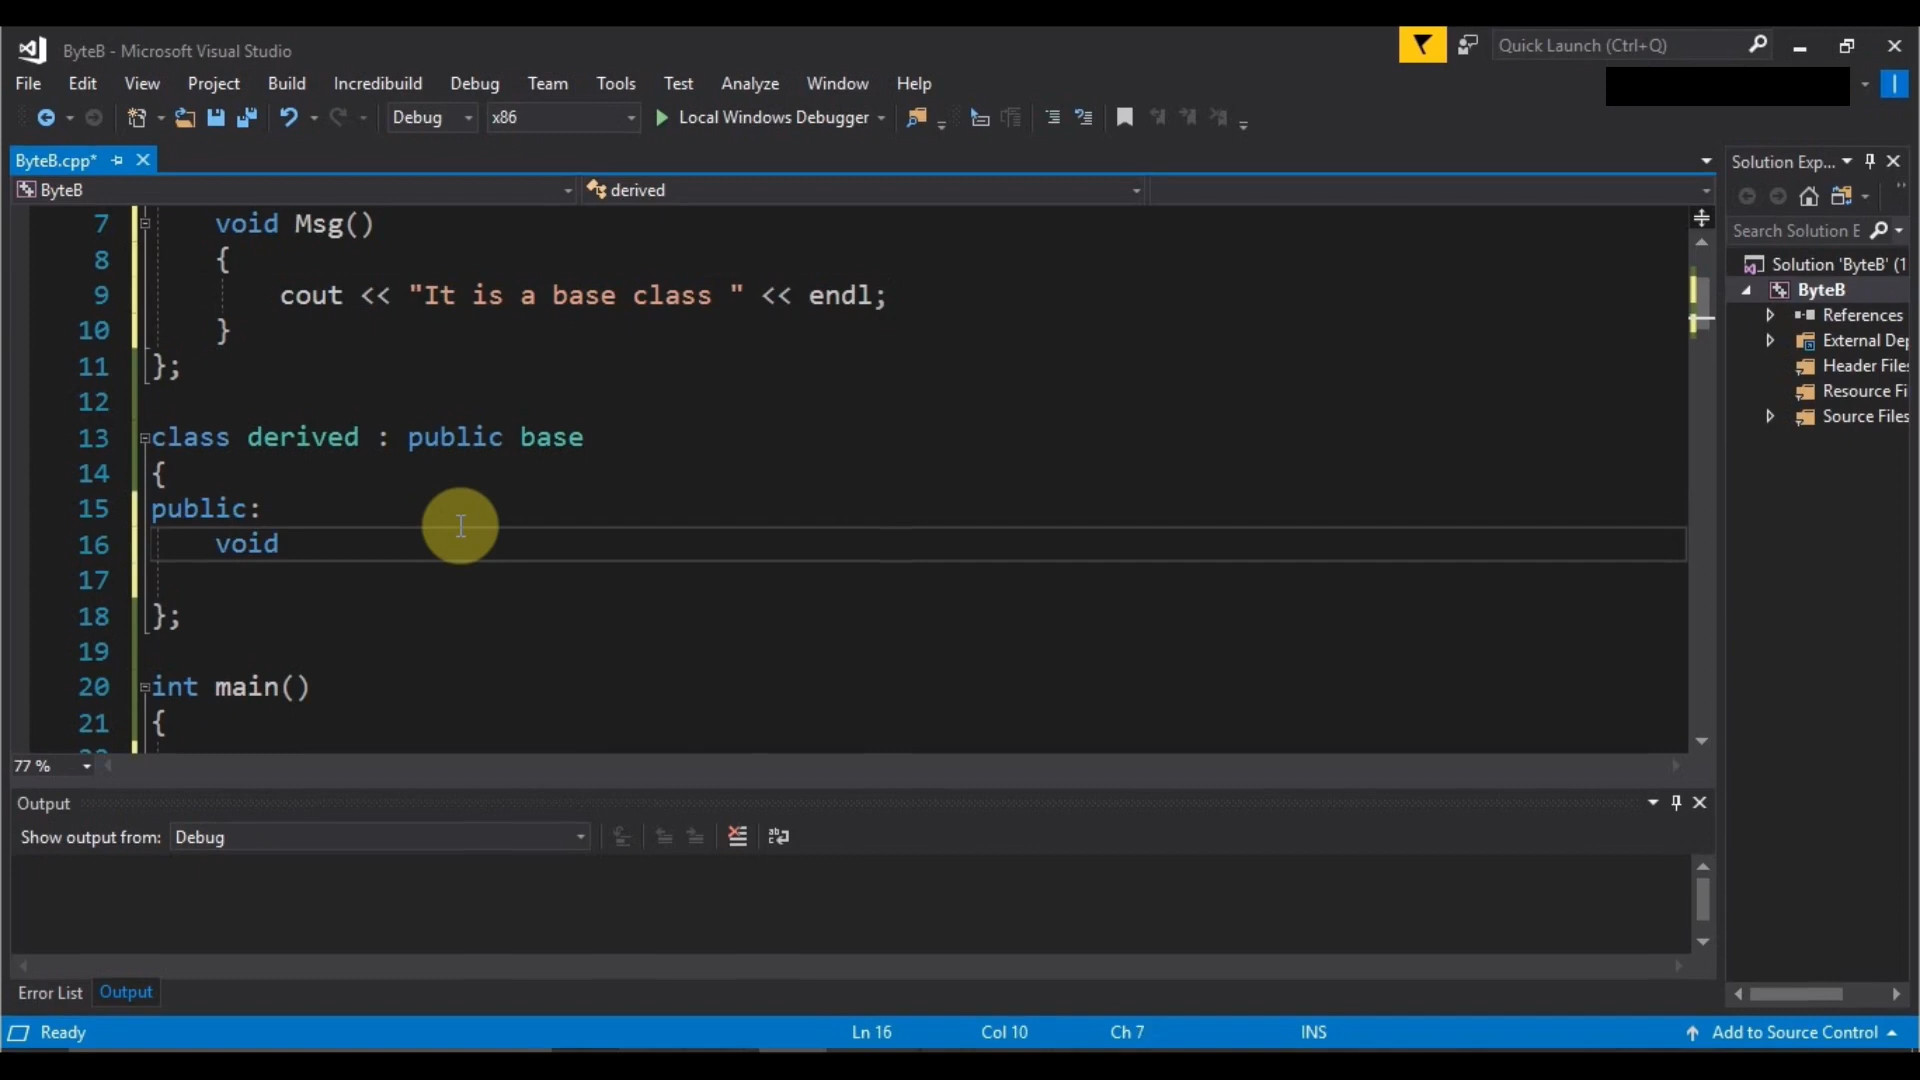 ByteB - Microsoft Visual Studio
Quick Launch (Ctrl+Q)
File Edit View Project Build Incredibuild Debug Team Tools Test Analyze Window Help
Debug x86 Local Windows Debugger
ByteB.cpp*
ByteB derived
7 void Msg()
8 {
9 cout << "It is a base class " << endl;
10 }
11 };
12
13 class derived : public base
14 {
15 public:
16 void
17
18 };
19
20 int main()
21 {
77 %
Output
Show output from: Debug
Error List Output
Ready Ln 16 Col 10 Ch 7 INS Add to Source Control
Solution Exp...
Search Solution E
Solution 'ByteB' (1
ByteB
References
External Dep
Header Files
Resource Fi
Source Files